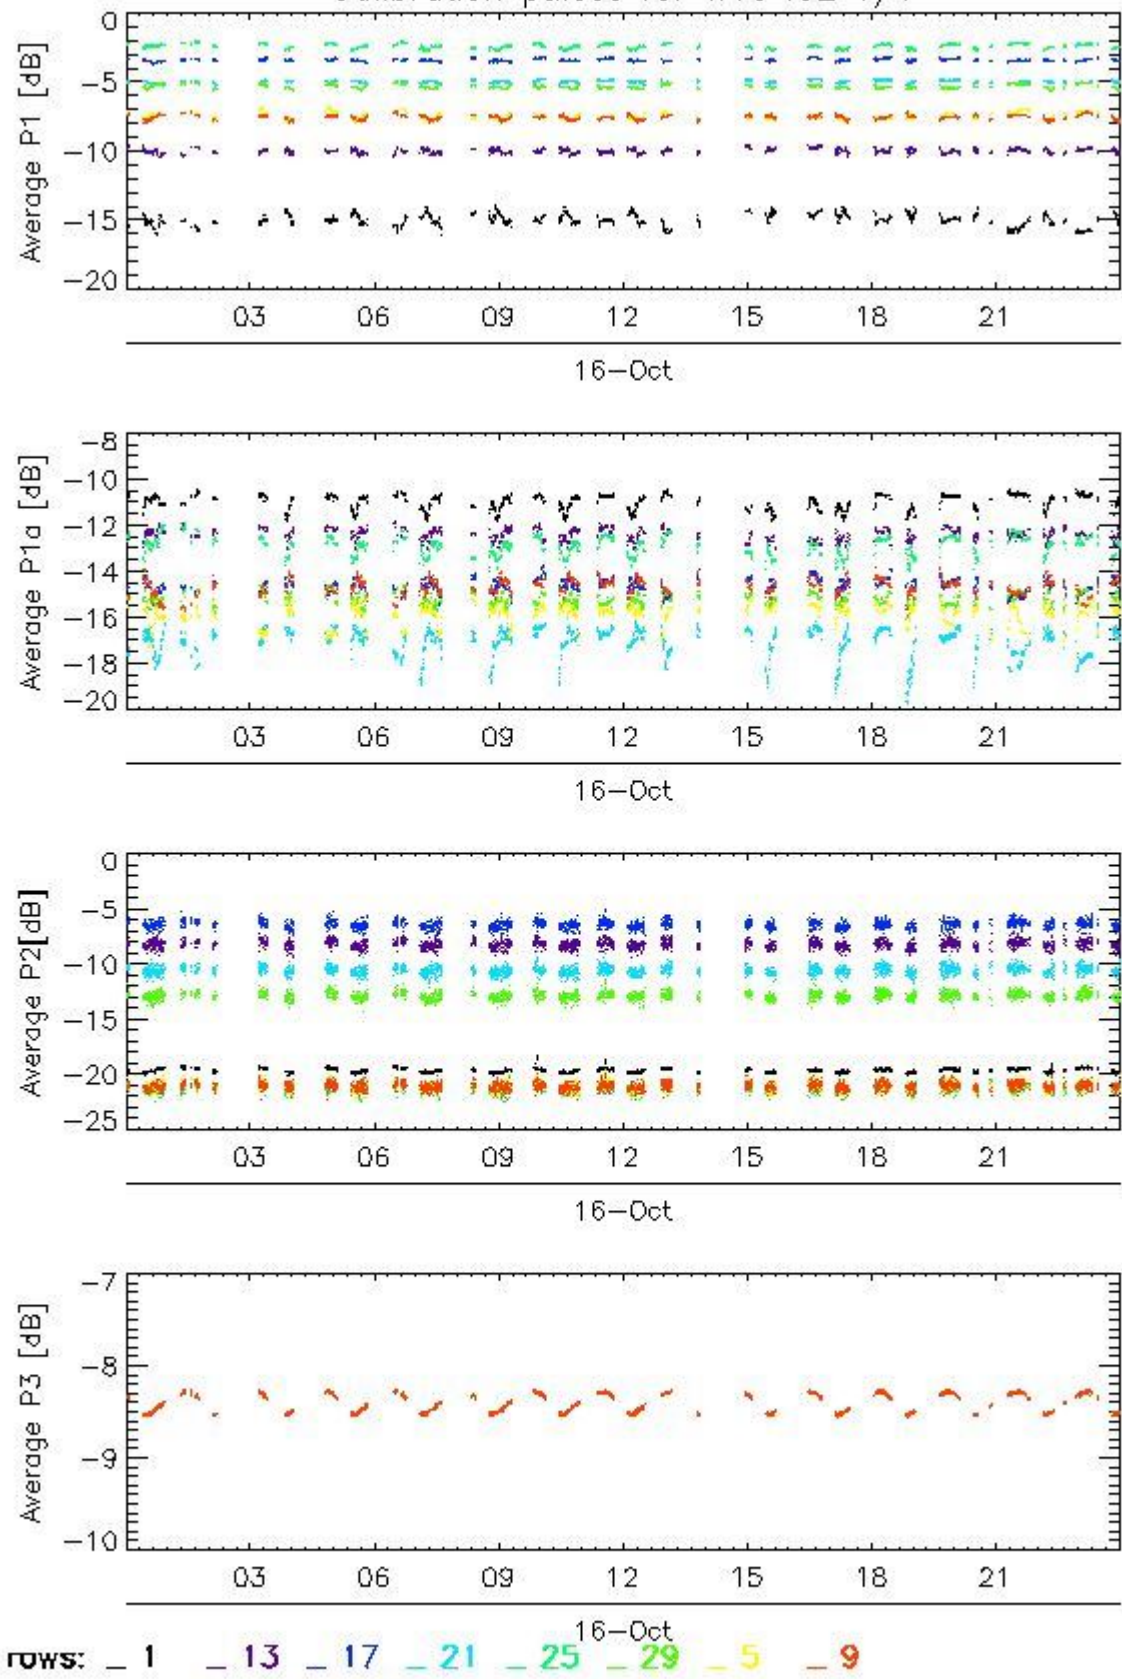 0
−5
−10
−15
−20
Average P1 [dB]
03 06 09 12 15 18 21
16−Oct
−8
−10
−12
−14
−16
−18
−20
Average P1a [dB]
03 06 09 12 15 18 21
16−Oct
0
−5
−10
−15
−20
−25
Average P2[dB]
03 06 09 12 15 18 21
16−Oct
−7
−8
−9
−10
Average P3 [dB]
03 06 09 12 15 18 21
16−Oct
rows: _ 1 _ 13 _ 17 _ 21 _ 25 _ 29 _ 5 _ 9